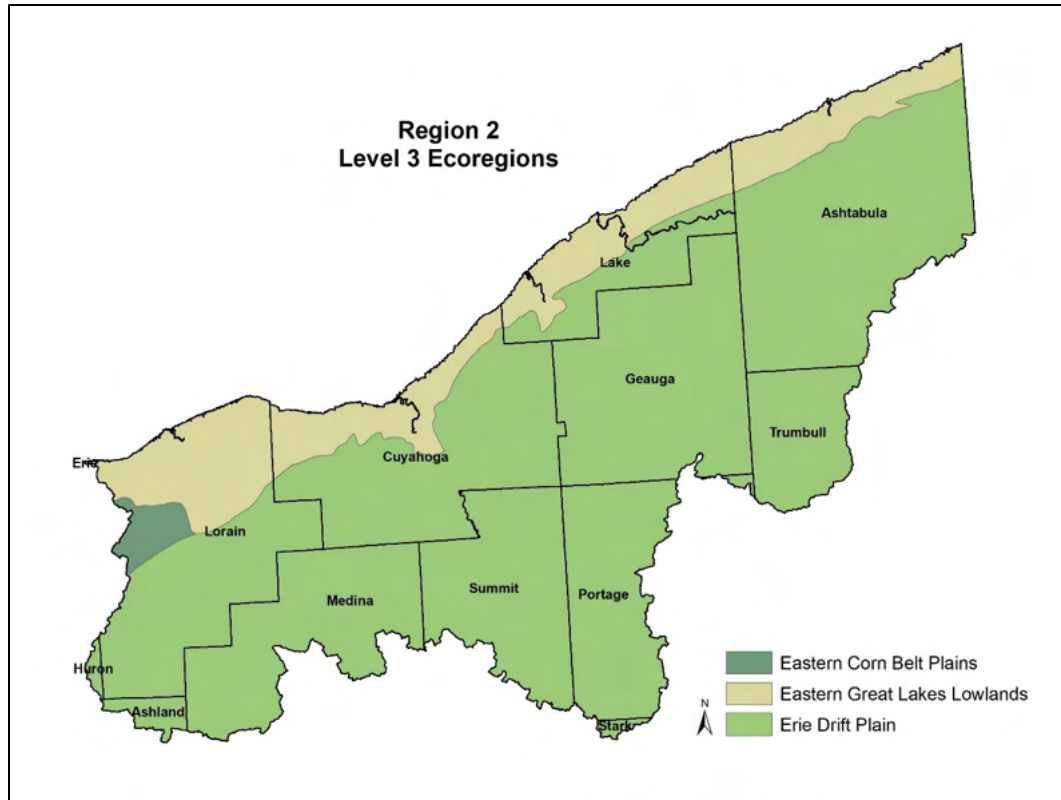 Region 2
Level 3 Ecoregions
Ashtabula
Lake
Geauga
Trumbull
Erie
Cuyahoga
Lorain
Medina
Summit
Portage
Huron
Ashland
Stark
Eastern Corn Belt Plains
Eastern Great Lakes Lowlands
Erie Drift Plain
N